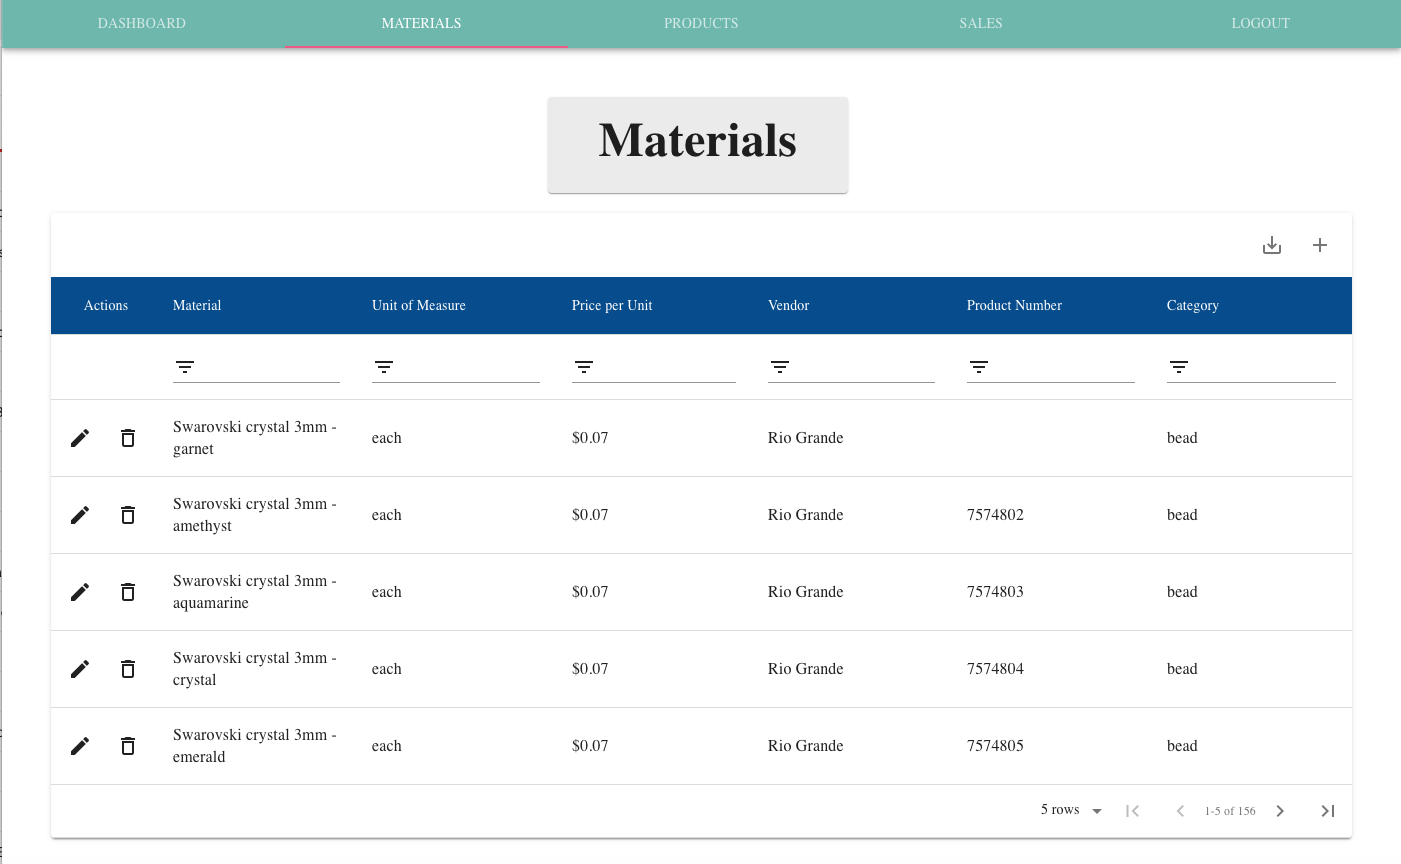 DASHBOARD MATERIALS PRODUCTS SALES LOGOUT
Materials
Actions Material Unit of Measure Price per Unit Vendor Product Number Category
Swarovski crystal 3mm -
garnet
each $0.07 Rio Grande bead
Swarovski crystal 3mm -
amethyst
each $0.07 Rio Grande 7574802 bead
Swarovski crystal 3mm -
aquamarine
each $0.07 Rio Grande 7574803 bead
Swarovski crystal 3mm -
crystal
each $0.07 Rio Grande 7574804 bead
Swarovski crystal 3mm -
emerald
each $0.07 Rio Grande 7574805 bead
5 rows 1-5 of 156